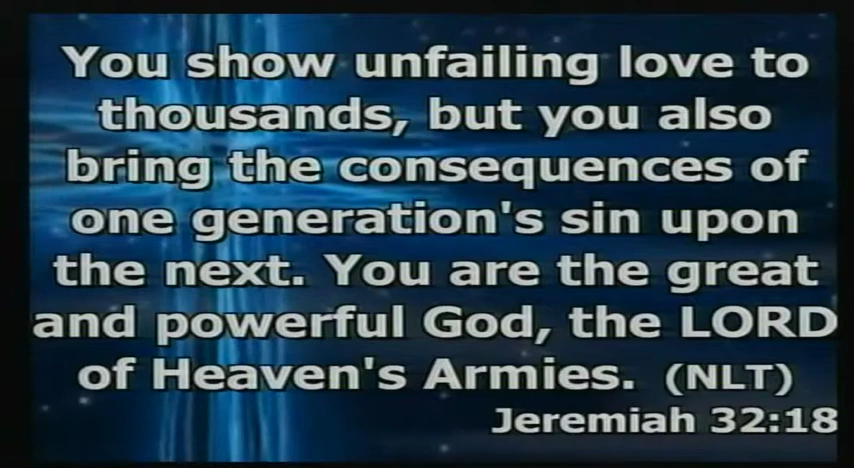 You show unfailing love to
thousands, but you also
bring the consequences of
one generation's sin upon
the next. You are the great
and powerful God, the LORD
of Heaven's Armies. (NLT)
Jeremiah 32:18